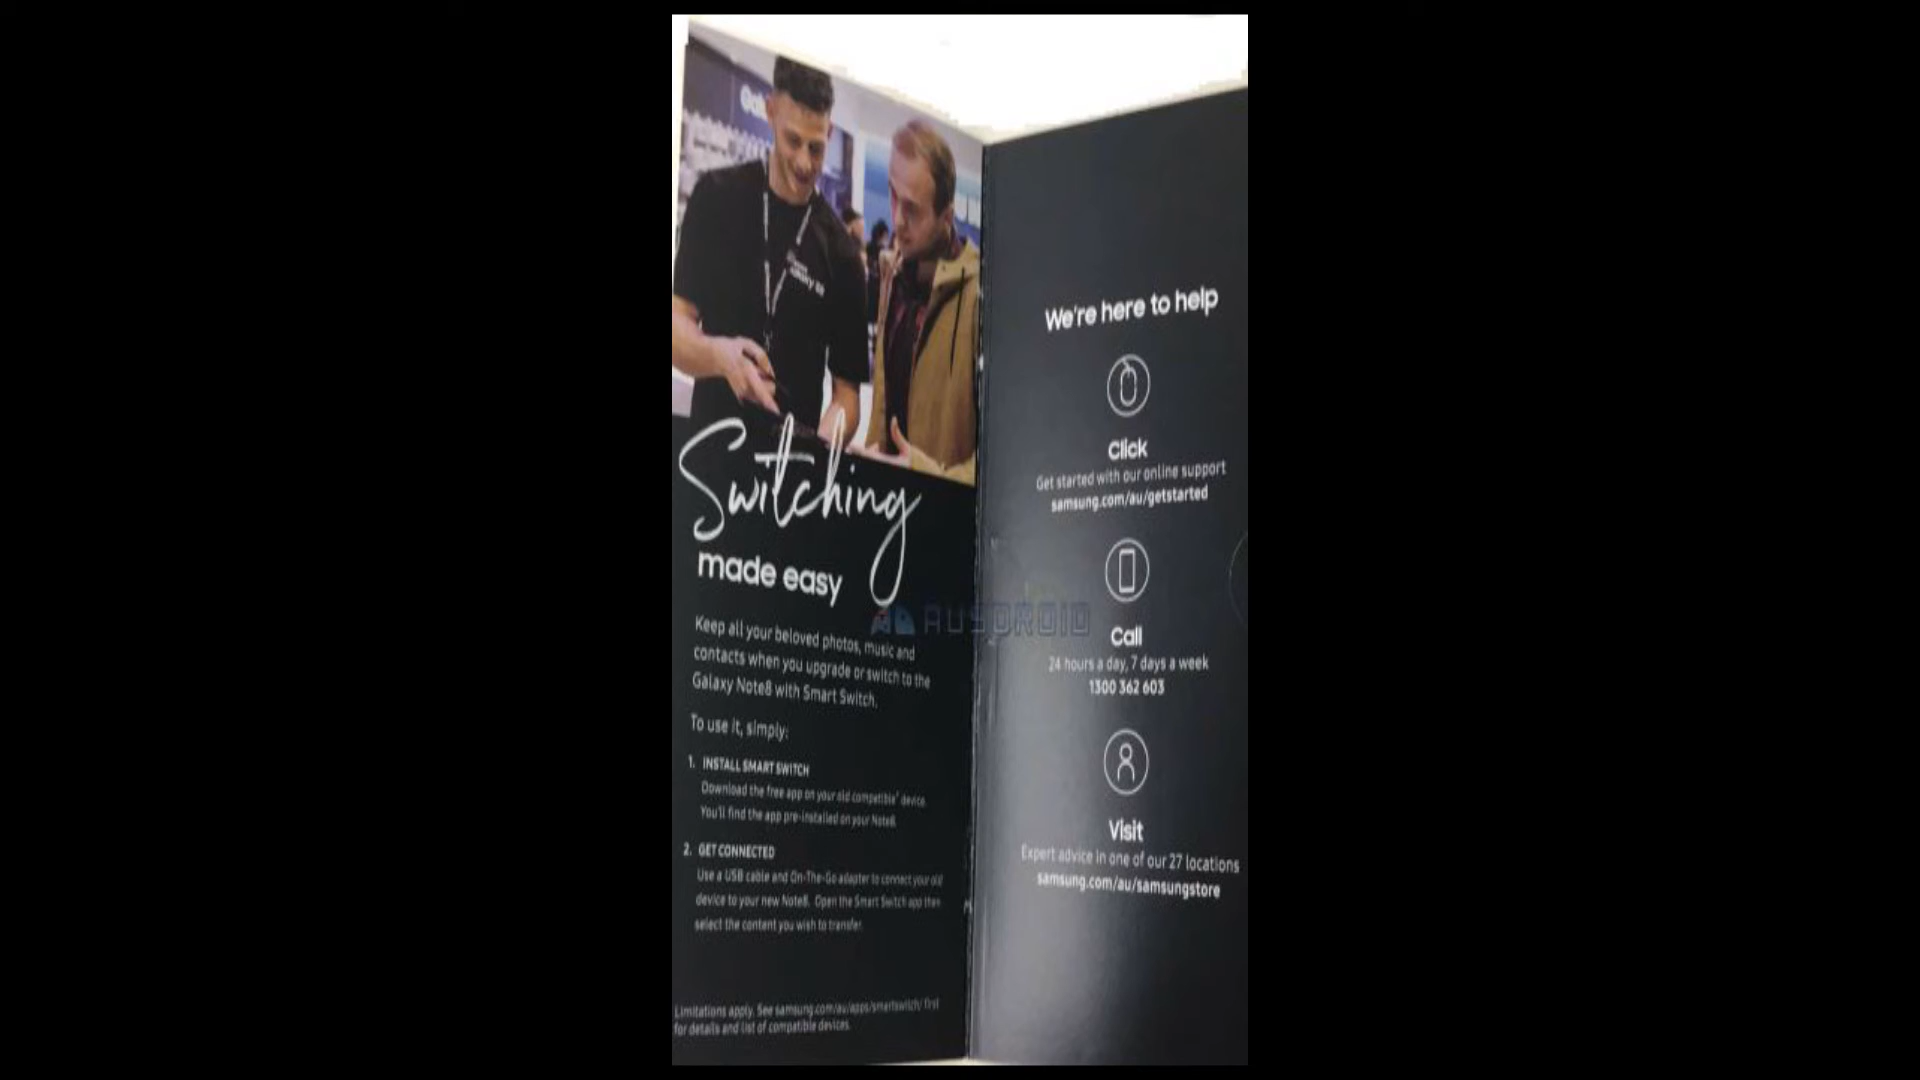 Switching
made easy
Keep all your beloved photos, music and
contacts when you upgrade or switch to the
Galaxy Note8 with Smart Switch.
To use it, simply:
1. INSTALL SMART SWITCH
Download the free app on your old compatible* device.
You'll find the app pre-installed on your Note8.
2. GET CONNECTED
Use a USB cable and On-The-Go adapter to connect your old
device to your new Note8. Open the Smart Switch app then
select the content you wish to transfer.
Limitations apply. See samsung.com/au/apps/smartswitch/ first
for details and list of compatible devices.
We're here to help
Click
Get started with our online support
samsung.com/au/getstarted
Call
24 hours a day, 7 days a week
1300 362 603
Visit
Expert advice in one of our 27 locations
samsung.com/au/samsungstore
AUSDROID